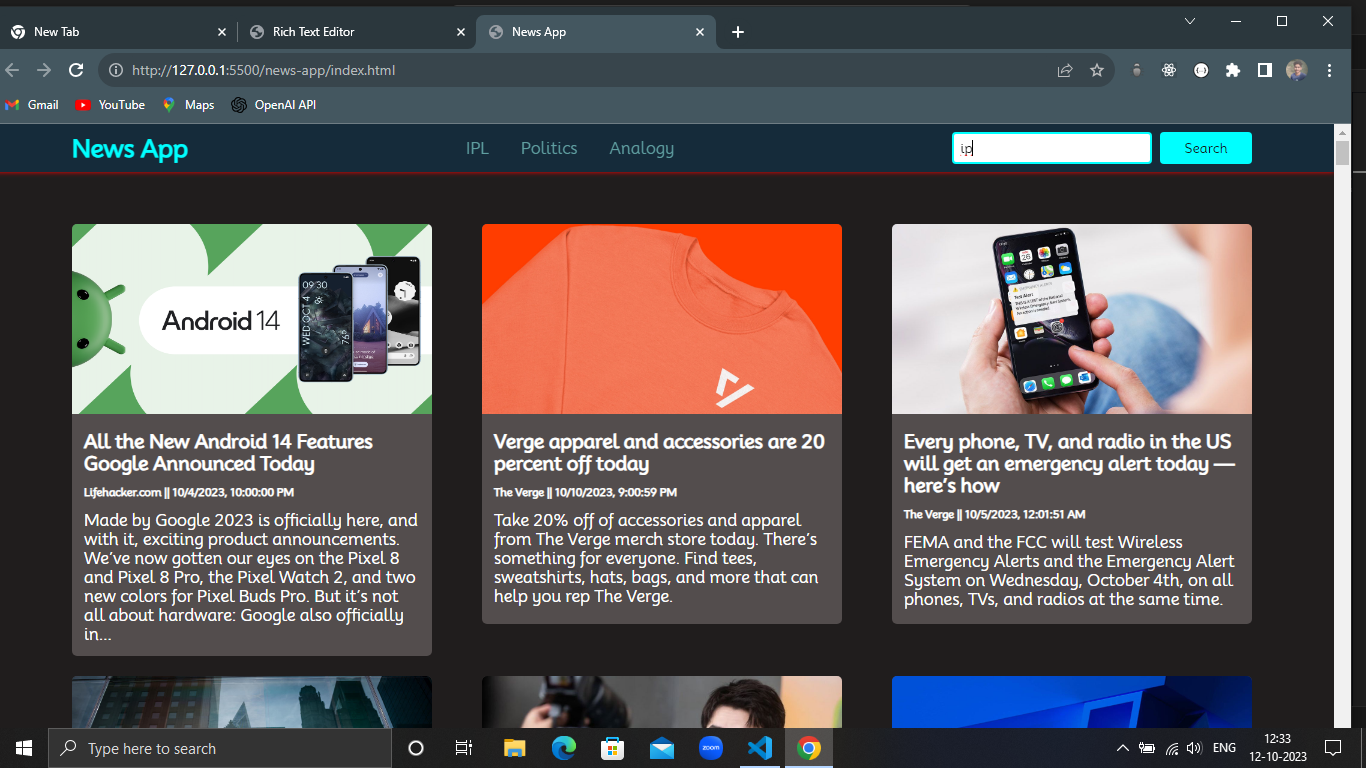 New Tab
Rich Text Editor
News App
http://127.0.0.1:5500/news-app/index.html
Gmail
YouTube
Maps
OpenAI API
News App
IPL
Politics
Analogy
ip
Search
Android 14
09:30
WED OCT 4
76°
All the New Android 14 Features
Google Announced Today
Lifehacker.com || 10/4/2023, 10:00:00 PM
Made by Google 2023 is officially here, and
with it, exciting product announcements.
We've now gotten our eyes on the Pixel 8
and Pixel 8 Pro, the Pixel Watch 2, and two
new colors for Pixel Buds Pro. But it's not
all about hardware: Google also officially
in…
Verge apparel and accessories are 20
percent off today
The Verge || 10/10/2023, 9:00:59 PM
Take 20% off of accessories and apparel
from The Verge merch store today. There's
something for everyone. Find tees,
sweatshirts, hats, bags, and more that can
help you rep The Verge.
Test Alert
Every phone, TV, and radio in the US
will get an emergency alert today —
here's how
The Verge || 10/5/2023, 12:01:51 AM
FEMA and the FCC will test Wireless
Emergency Alerts and the Emergency Alert
System on Wednesday, October 4th, on all
phones, TVs, and radios at the same time.
Type here to search
zoom
ENG
12:33
12-10-2023